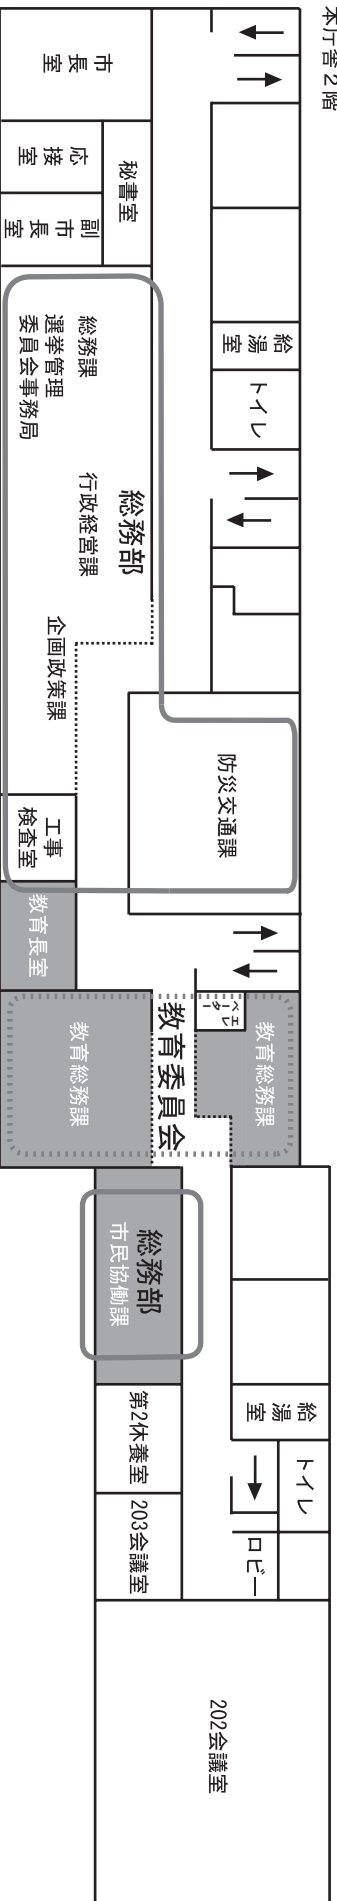 本庁舎2階
市長室
応接室
副市長室
秘書室
給湯室
トイレ
総務課
選挙管理
委員会事務局
総務部
行政経営課
企画政策課
防災交通課
工事
検査室
教育長室
教育委員会
エレベーター
教育総務課
教育総務課
総務部
市民協働課
給湯室
トイレ
ロビー
第2休養室
203会議室
202会議室